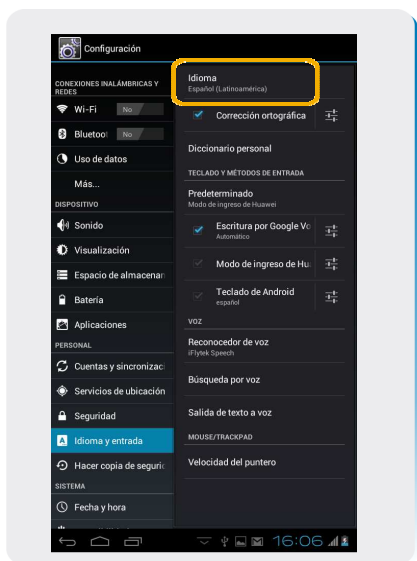 Configuración
CONEXIONES INALÁMBRICAS Y
REDES
Wi-Fi No
Bluetoot No
Uso de datos
Más...
DISPOSITIVO
Sonido
Visualización
Espacio de almacenan
Batería
Aplicaciones
PERSONAL
Cuentas y sincronizaci
Servicios de ubicación
Seguridad
Idioma y entrada
Hacer copia de seguric
SISTEMA
Fecha y hora
Idioma
Español (Latinoamérica)
Corrección ortográfica
Diccionario personal
TECLADO Y MÉTODOS DE ENTRADA
Predeterminado
Modo de ingreso de Huawei
Escritura por Google Vo
Automático
Modo de ingreso de Hu
Teclado de Android
español
VOZ
Reconocedor de voz
iFlytek Speech
Búsqueda por voz
Salida de texto a voz
MOUSE/TRACKPAD
Velocidad del puntero
16:06